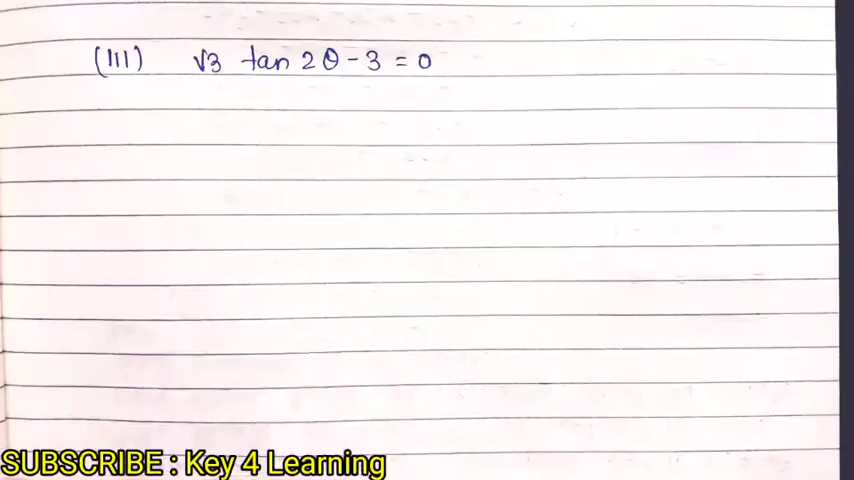 (III) √3 tan 2θ - 3 = 0
SUBSCRIBE : Key 4 Learning